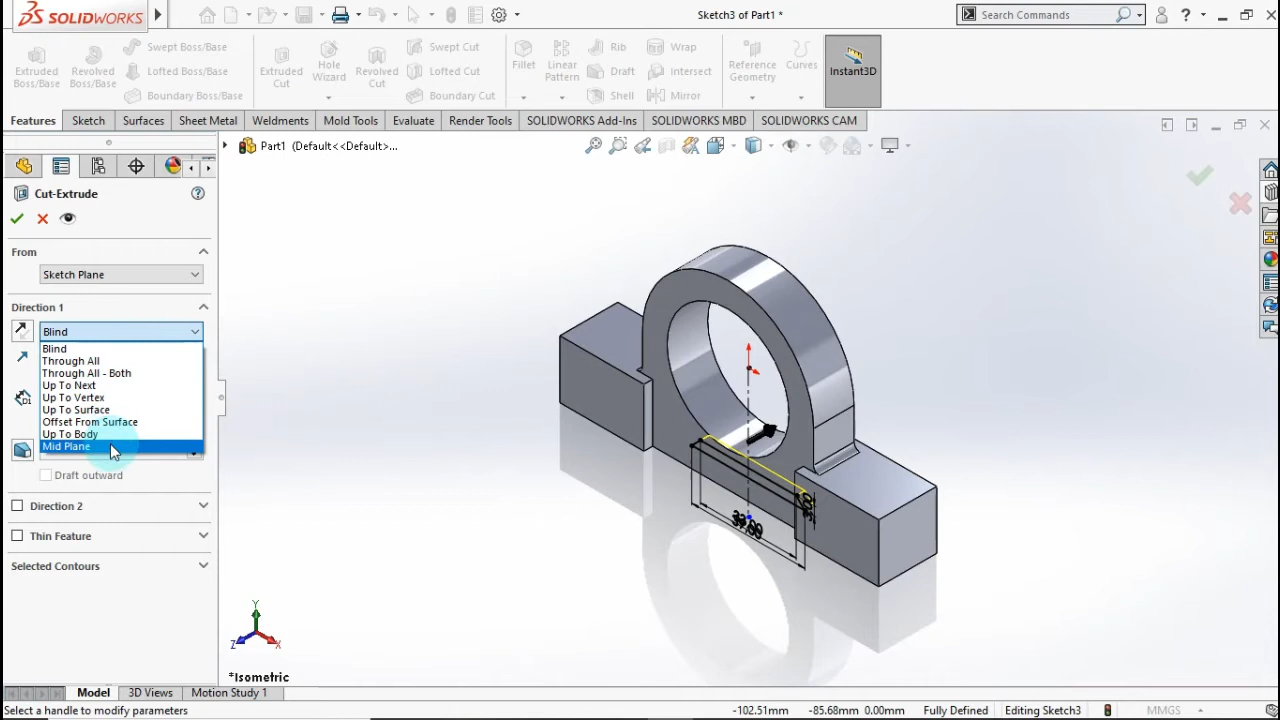 SOLIDWORKS
Sketch3 of Part1 *
Search Commands
?
Extruded Boss/Base
Revolved Boss/Base
Swept Boss/Base
Lofted Boss/Base
Boundary Boss/Base
Extruded Cut
Hole Wizard
Revolved Cut
Swept Cut
Lofted Cut
Boundary Cut
Fillet
Linear Pattern
Rib
Draft
Shell
Wrap
Intersect
Mirror
Reference Geometry
Curves
Instant3D
Features
Sketch
Surfaces
Sheet Metal
Weldments
Mold Tools
Evaluate
Render Tools
SOLIDWORKS Add-Ins
SOLIDWORKS MBD
SOLIDWORKS CAM
Part1 (Default<<Default>...
Cut-Extrude
?
From
Sketch Plane
Direction 1
Blind
Blind
Through All
Through All - Both
Up To Next
Up To Vertex
Up To Surface
Offset From Surface
Up To Body
Mid Plane
D1
Draft outward
Direction 2
Thin Feature
Selected Contours
Y
Z
X
*Isometric
Model
3D Views
Motion Study 1
Select a handle to modify parameters
-102.51mm
-85.68mm
0.00mm
Fully Defined
Editing Sketch3
MMGS